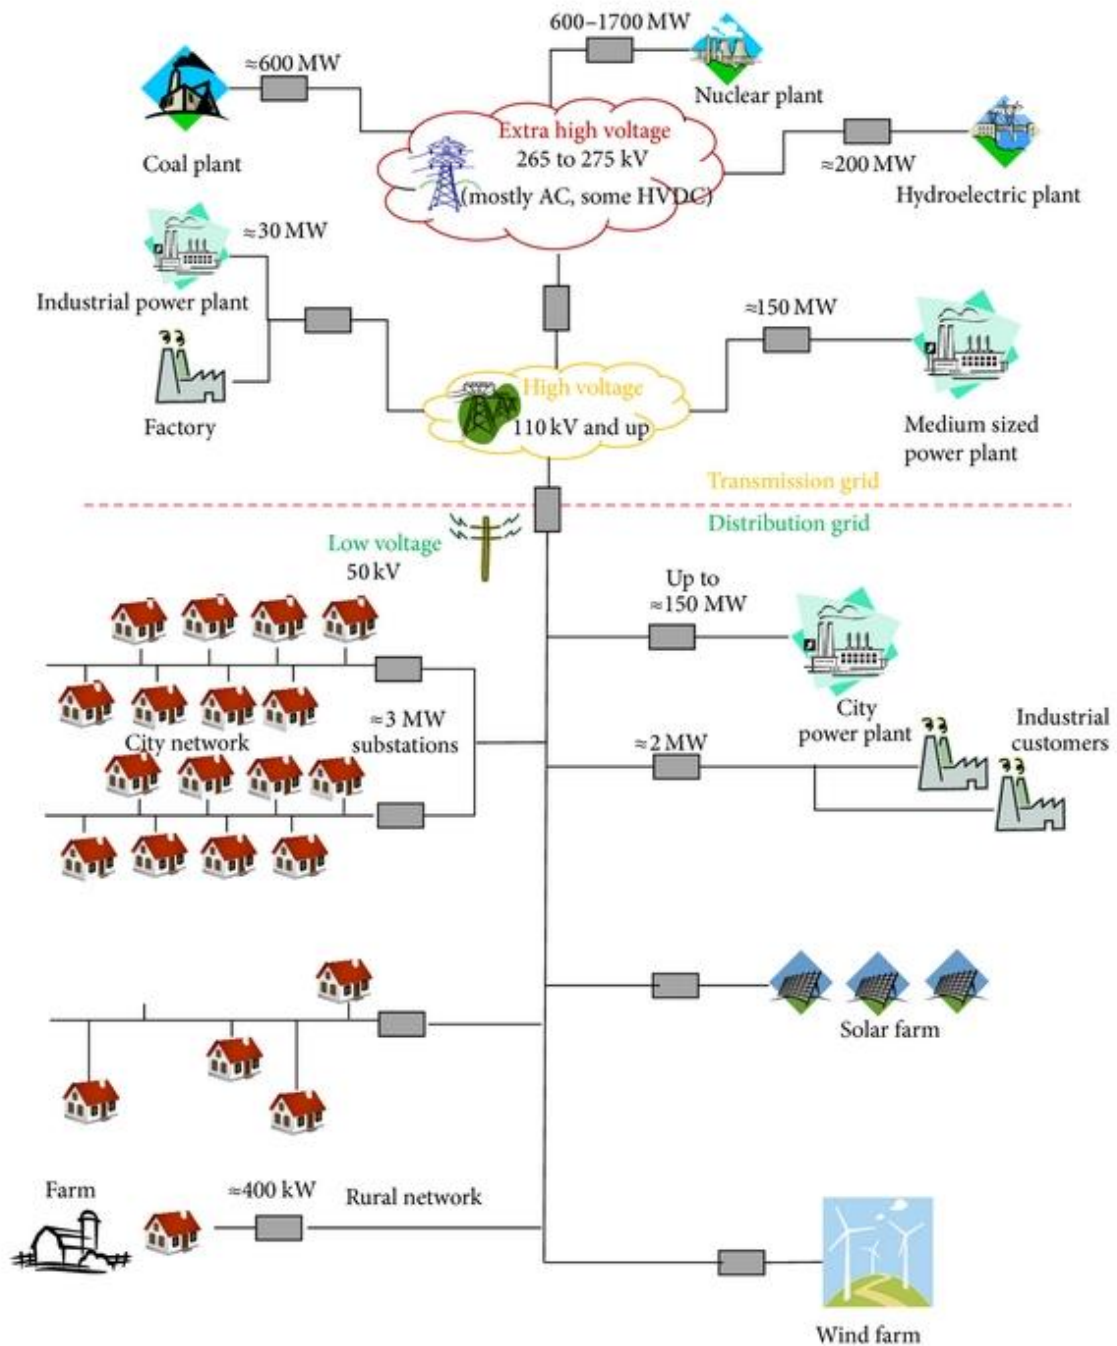 600–1700 MW
≈600 MW
Nuclear plant
Coal plant
Extra high voltage
265 to 275 kV
(mostly AC, some HVDC)
≈200 MW
Hydroelectric plant
≈30 MW
Industrial power plant
Factory
≈150 MW
High voltage
110 kV and up
Medium sized
power plant
Transmission grid
Distribution grid
Low voltage
50 kV
Up to
≈150 MW
City
power plant
≈3 MW
substations
City network
≈2 MW
Industrial
customers
Solar farm
Farm
≈400 kW
Rural network
Wind farm